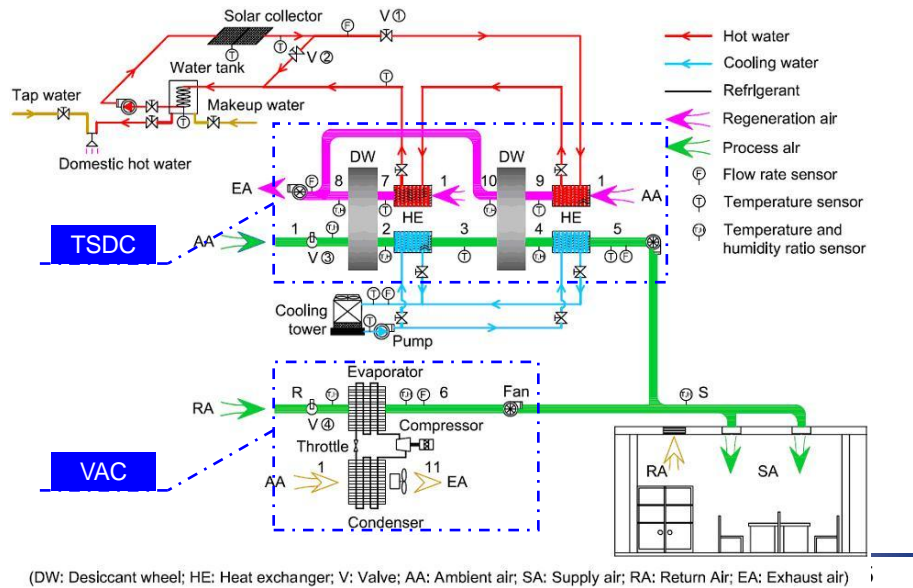 Solar collector
F
V①
T
T
V②
T
Water tank
Tap water
Makeup water
T
Domestic hot water
Hot water
Cooling water
Refrigerant
Regeneration air
Process air
Flow rate sensor
Temperature sensor
Temperature and
humidity ratio sensor
F
T
T,h
DW
DW
EA
F
8
7
1
10
9
1
AA
T,h
T
T,h
T
HE
HE
TSDC
AA
1
T,h
2
3
4
5
V③
T,h
T
T,h
T
F
T
F
Cooling
tower
T
Pump
Evaporator
RA
R
T,h
T,h
F
6
Fan
T,h
S
V④
Compressor
Throttle
VAC
AA
1
11
EA
Condenser
RA
SA
(DW: Desiccant wheel; HE: Heat exchanger; V: Valve; AA: Ambient air; SA: Supply air; RA: Return Air; EA: Exhaust air)